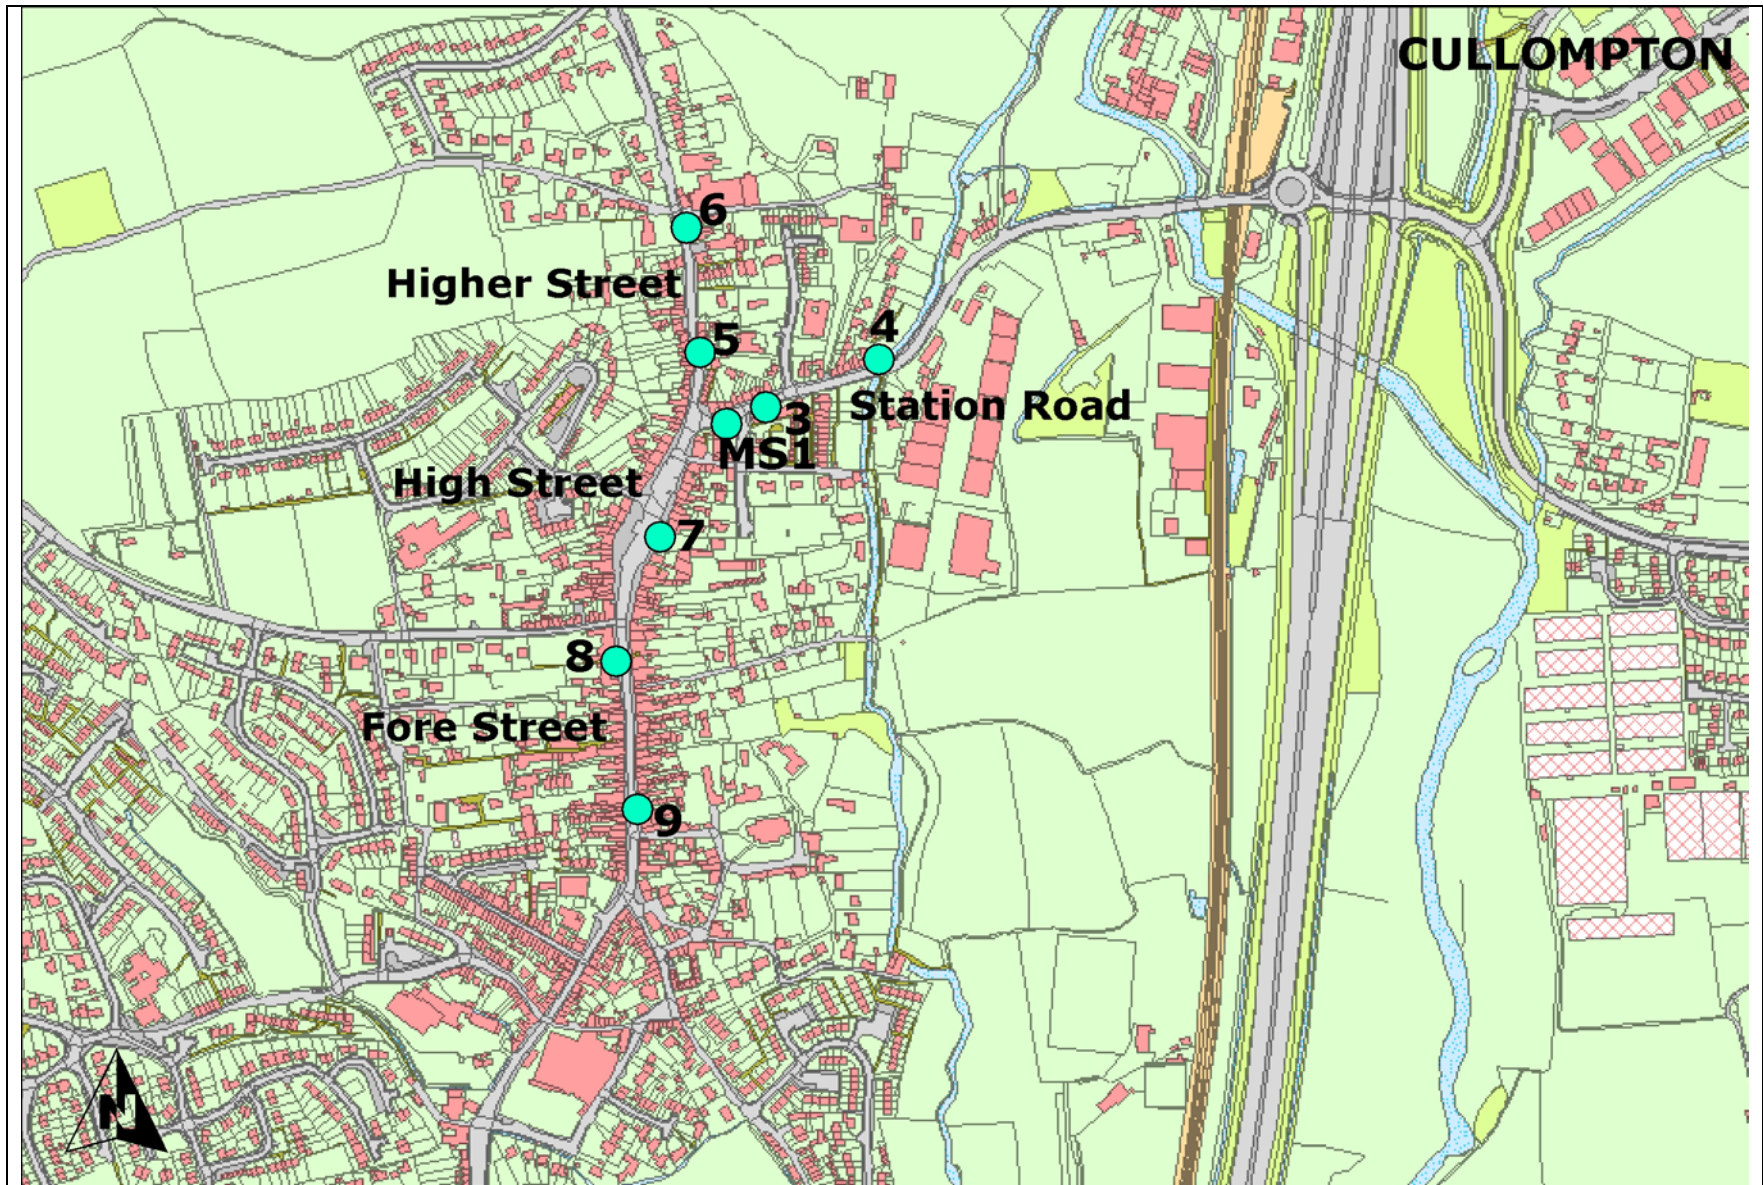 CULLOMPTON
6
Higher Street
5
4
3
Station Road
MS1
High Street
7
8
Fore Street
9
N